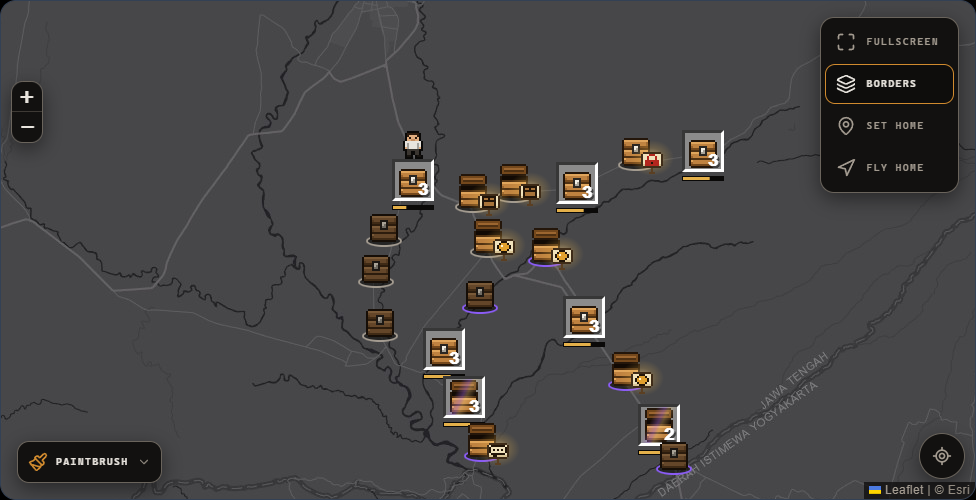 FULLSCREEN
+
BORDERS
−
SET HOME
FLY HOME
3
3
3
3
3
3
2
JAWA TENGAH
DAERAH ISTIMEWA YOGYAKARTA
PAINTBRUSH
Leaflet | © Esri